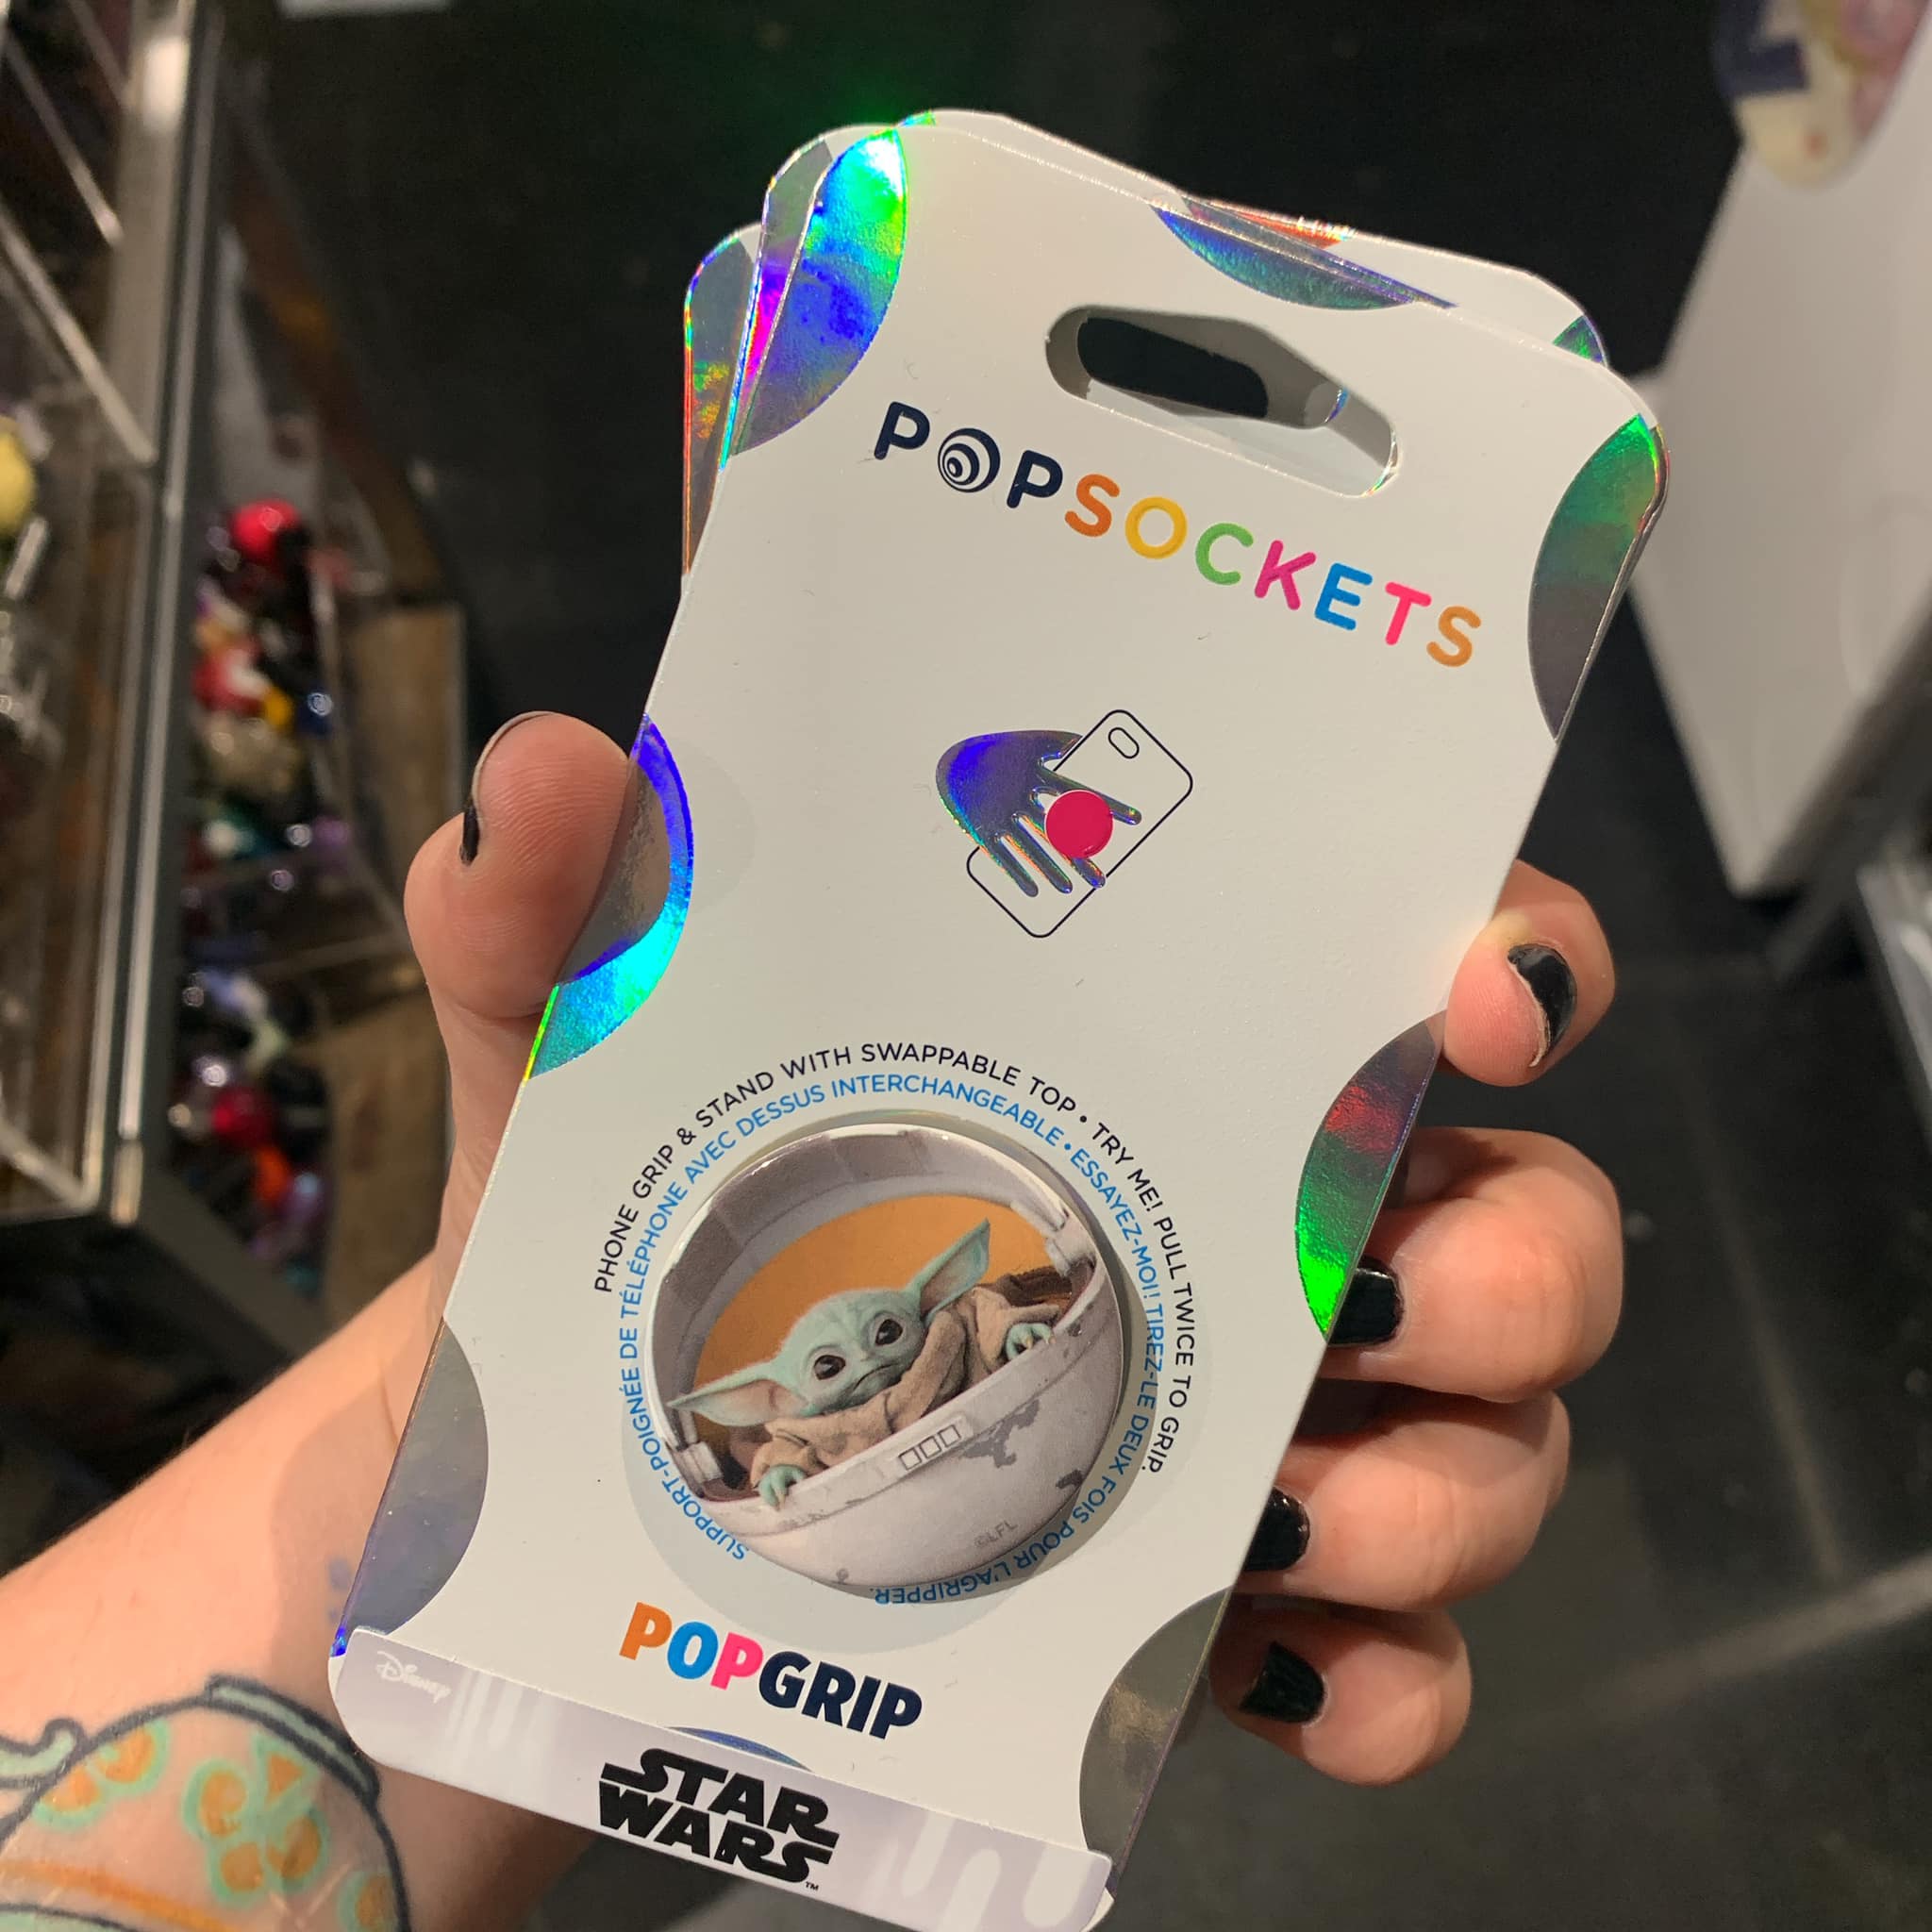 POPSOCKETS
PHONE GRIP & STAND WITH SWAPPABLE TOP • TRY ME! PULL TWICE TO GRIP.
SUPPORT-POIGNÉE DE TÉLÉPHONE AVEC DESSUS INTERCHANGEABLE • ESSAYEZ-MOI! TIREZ-LE DEUX FOIS POUR L'AGRIPPER.
©LFL
POPGRIP
Disney
STAR
WARS™